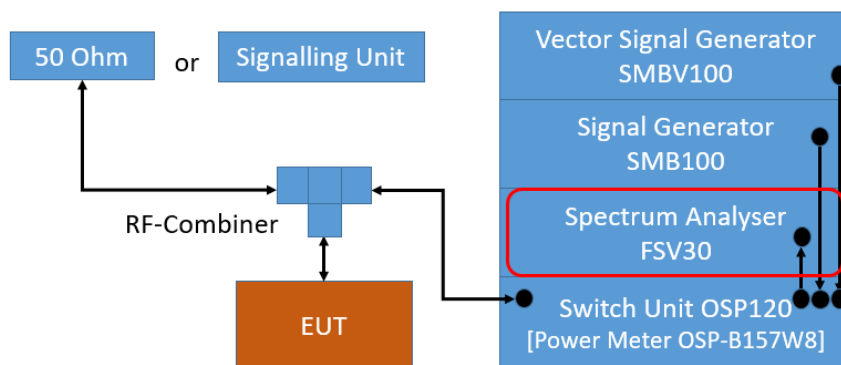 50 Ohm
or
Signalling Unit
RF-Combiner
EUT
Vector Signal Generator
SMBV100
Signal Generator
SMB100
Spectrum Analyser
FSV30
Switch Unit OSP120
[Power Meter OSP-B157W8]